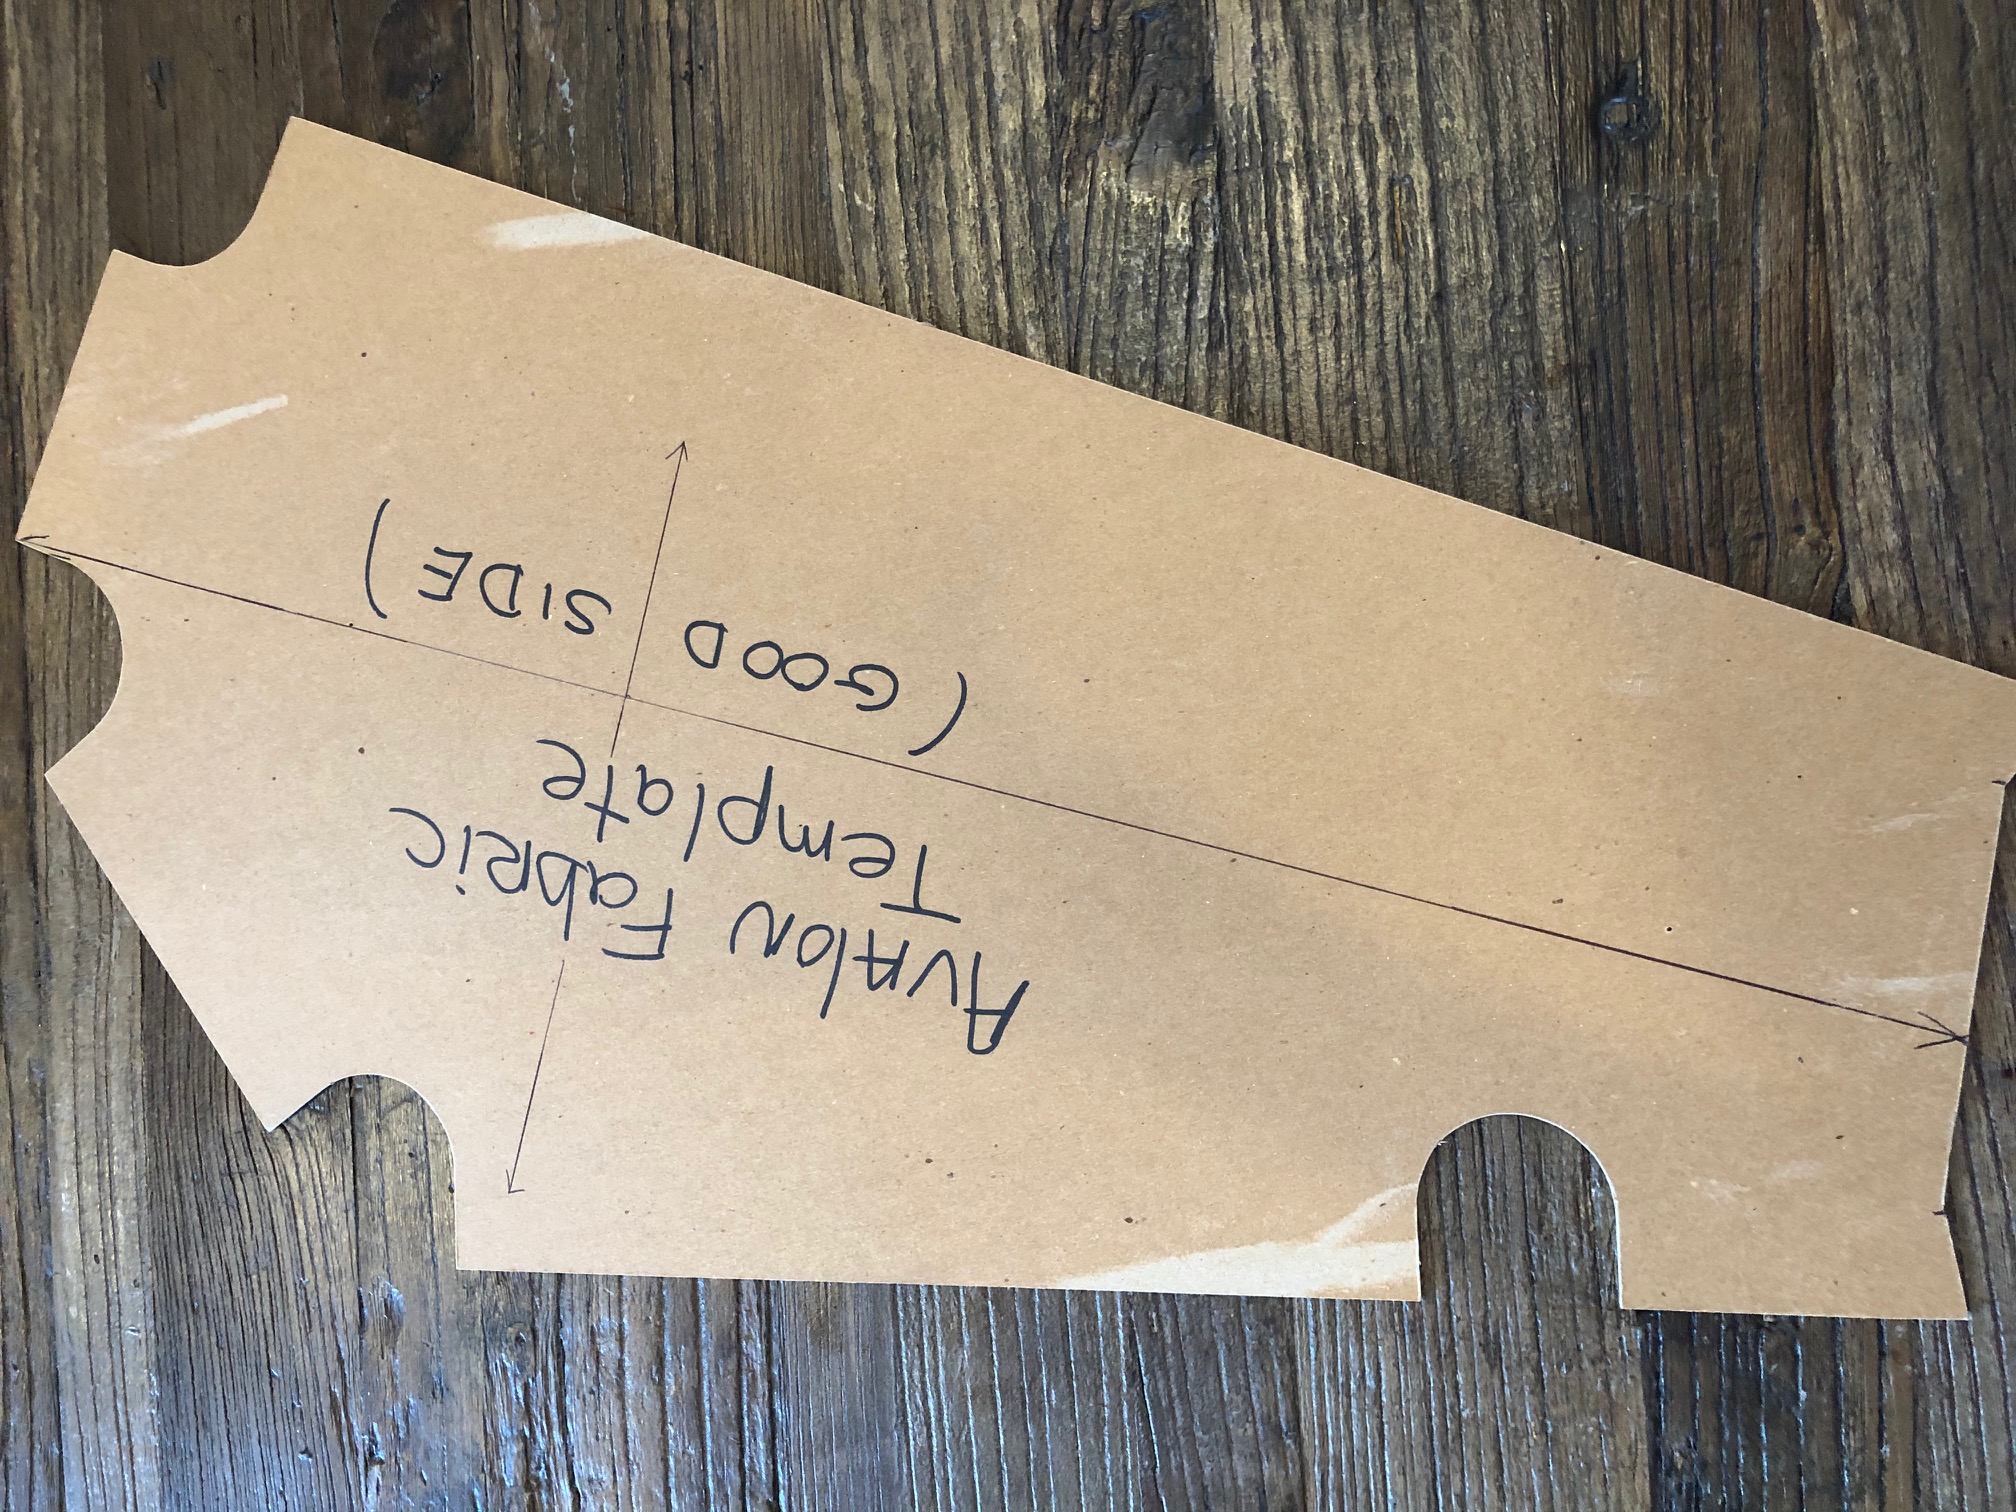 AVAlon FabRic
Template
(GOOD SIDE)